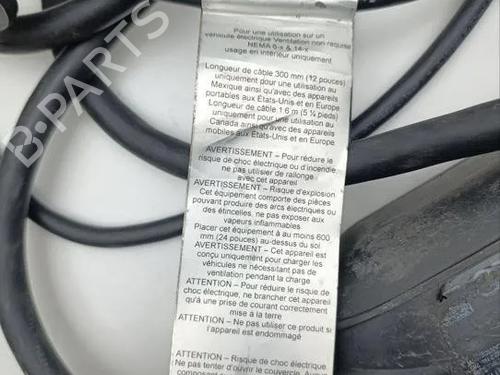 Pour une utilisation sur un
véhicule électrique Ventilation non requise
NEMA 6-x & 14-x
usage en intérieur uniquement
Longueur de câble 300 mm (12 pouces)
uniquement pour une utilisation au
Mexique ainsi qu'avec des appareils
portables aux États-Unis et en Europe
Longueur de câble 1.6 m (5 ¼ pieds)
uniquement pour une utilisation au
Canada ainsi qu'avec des appareils
mobiles aux États-Unis et en Europe
AVERTISSEMENT – Pour réduire le
risque de choc électrique ou d'incendie,
ne pas utiliser de rallonge
avec cet appareil
AVERTISSEMENT – Risque d'explosion
Cet équipement comporte des pièces
pouvant produire des arcs électriques ou
des étincelles, ne pas exposer aux
vapeurs inflammables
Placer cet équipement à au moins 600
mm (24 pouces) au-dessus du sol
AVERTISSEMENT – Cet appareil est
conçu uniquement pour charger les
véhicules ne nécessitant pas de
ventilation pendant la charge
ATTENTION – Pour réduire le risque de
choc électrique, ne brancher cet appareil
qu'à une prise de courant correctement
mise à la terre
ATTENTION – Ne pas utiliser ce produit si
l'appareil est endommagé
ATTENTION – Risque de choc électrique.
Ne pas tenter d'ouvrir le couvercle. Aucun